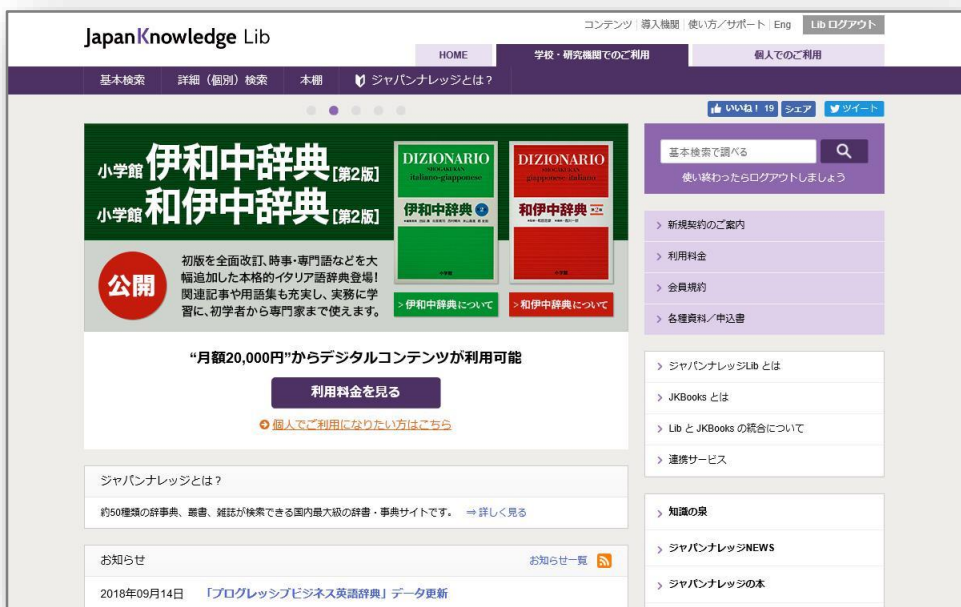 コンテンツ 導入機関 使い方／サポート Eng Lib ログアウト
JapanKnowledge Lib
HOME 学校・研究機関でのご利用 個人でのご利用
基本検索 詳細（個別）検索 本棚 ジャパンナレッジとは？
いいね！ 19 シェア ツイート
小学館 伊和中辞典［第2版］
小学館 和伊中辞典［第2版］
公開
初版を全面改訂、時事・専門語などを大
幅追加した本格的イタリア語辞典登場！
関連記事や用語集も充実し、実務に学
習に、初学者から専門家まで使えます。
DIZIONARIO
SHOGAKUKAN
italiano-giapponese
伊和中辞典 2
小学館
>伊和中辞典について
DIZIONARIO
SHOGAKUKAN
giapponese-italiano
和伊中辞典 第2版
小学館
>和伊中辞典について
“月額20,000円”からデジタルコンテンツが利用可能
利用料金を見る
個人でご利用になりたい方はこちら
ジャパンナレッジとは？
約50種類の辞事典、叢書、雑誌が検索できる国内最大級の辞書・事典サイトです。 ⇒詳しく見る
お知らせ お知らせ一覧
2018年09月14日 「プログレッシブビジネス英語辞典」データ更新
基本検索で調べる
使い終わったらログアウトしましょう
新規契約のご案内
利用料金
会員規約
各種資料／申込書
ジャパンナレッジLib とは
JKBooks とは
Lib と JKBooks の統合について
連携サービス
知識の泉
ジャパンナレッジNEWS
ジャパンナレッジの本